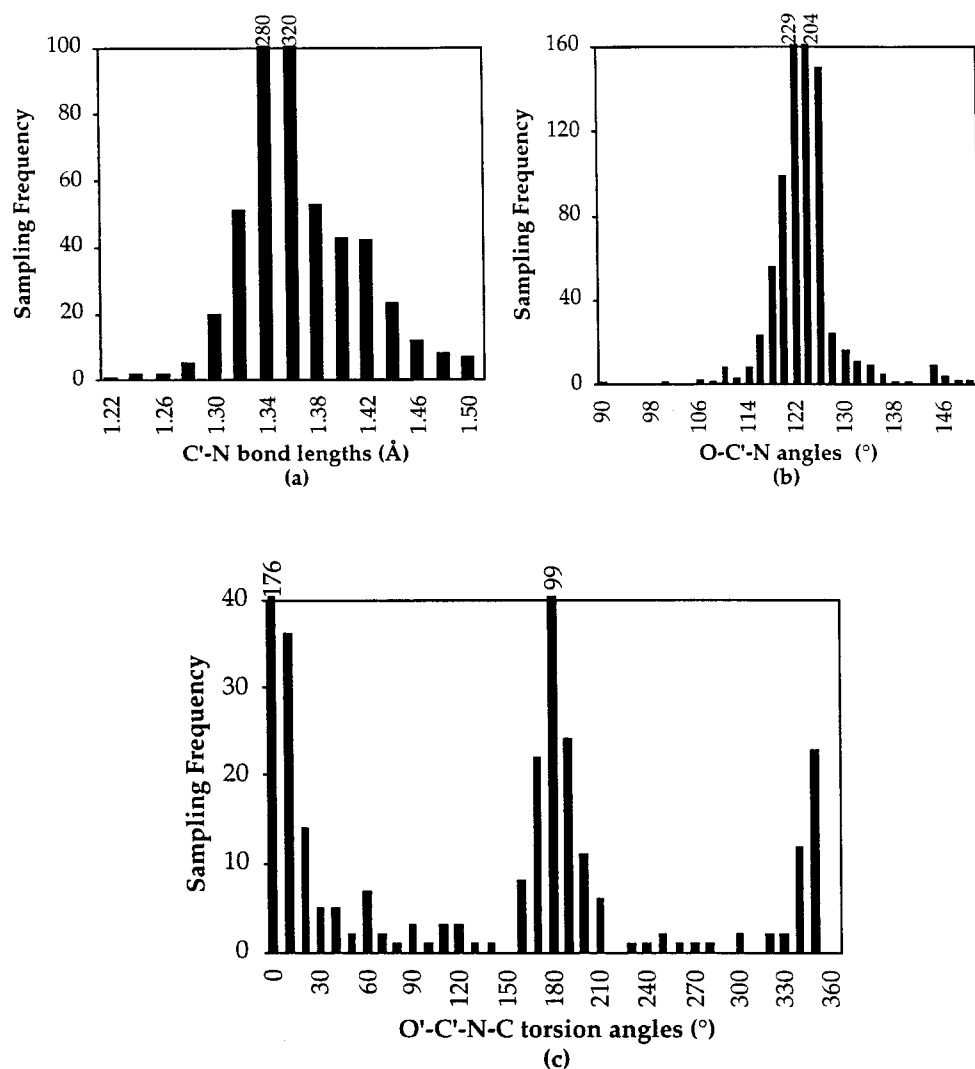 280 320
100
80
60
40
20
0
Sampling Frequency
1.22 1.26 1.30 1.34 1.38 1.42 1.46 1.50
C'-N bond lengths (Å)
(a)
229 204
160
120
80
40
0
Sampling Frequency
90 98 106 114 122 130 138 146
O-C'-N angles (°)
(b)
176 99
40
30
20
10
0
Sampling Frequency
0 30 60 90 120 150 180 210 240 270 300 330 360
O'-C'-N-C torsion angles (°)
(c)